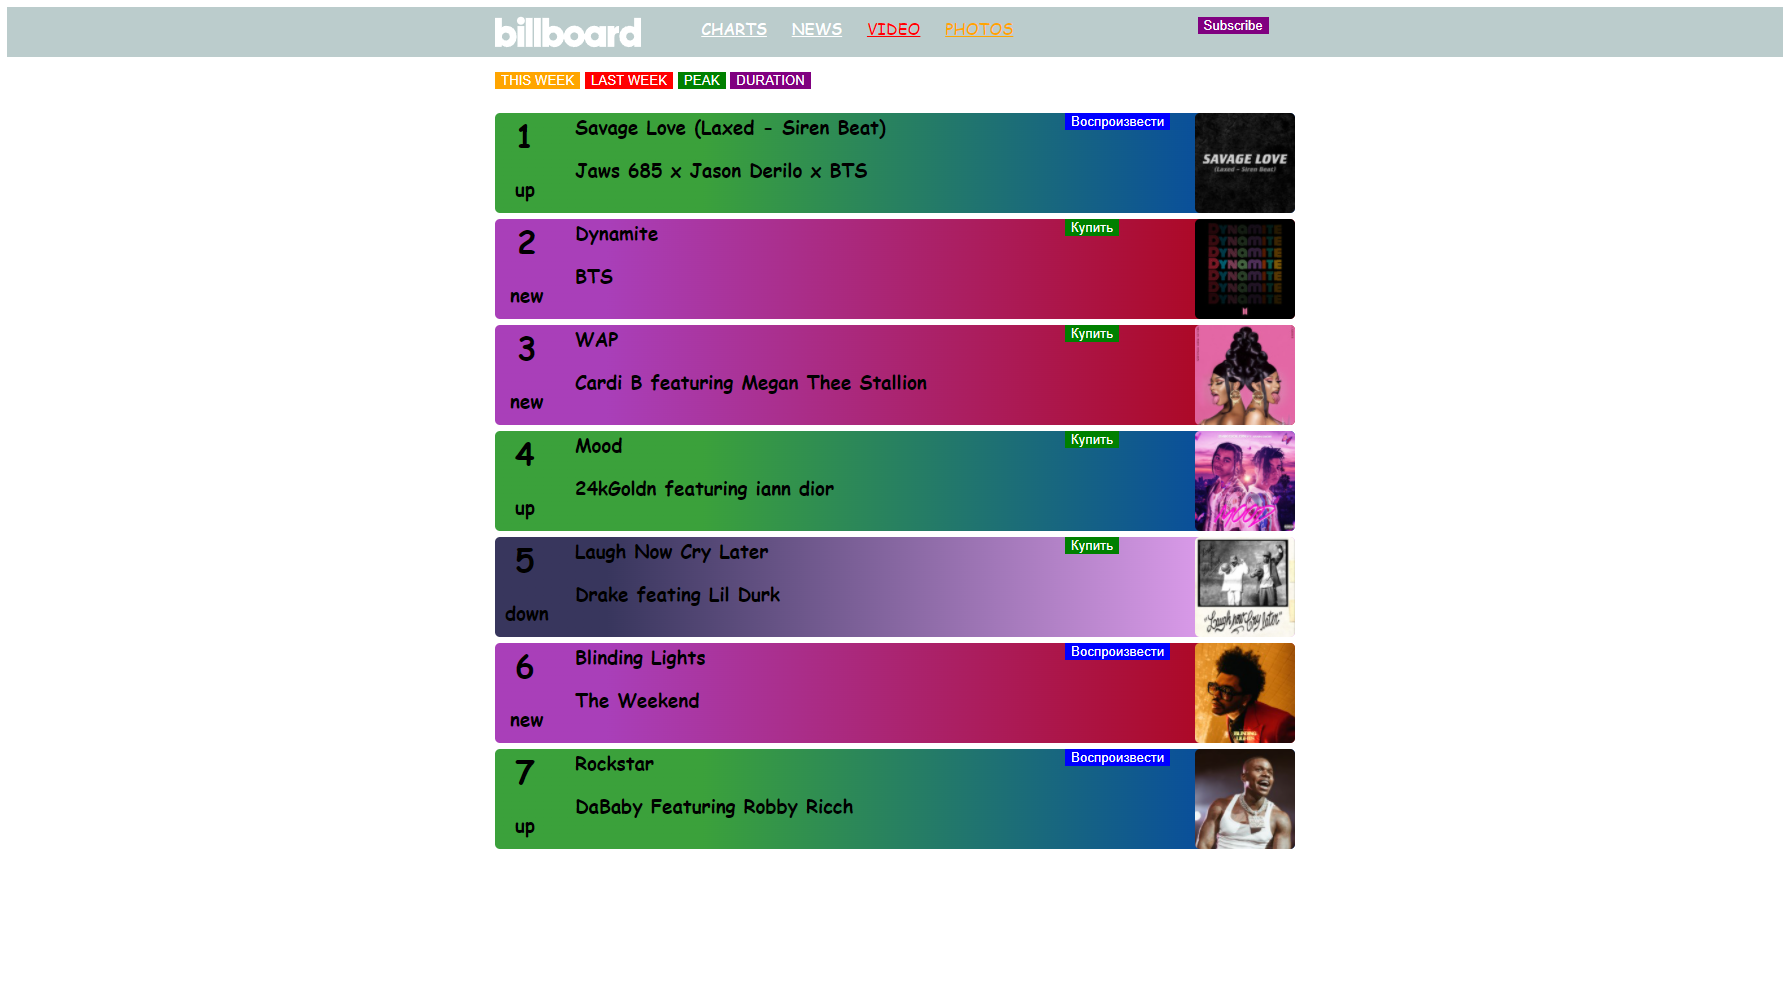 billboard CHARTS NEWS VIDEO PHOTOS Subscribe
THIS WEEK LAST WEEK PEAK DURATION
1 Savage Love (Laxed - Siren Beat) Воспроизвести
Jaws 685 x Jason Derilo x BTS
up
SAVAGE LOVE
(Laxed – Siren Beat)
2 Dynamite Купить
BTS
new
DYNAMITE
DYNAMITE
DYNAMITE
DYNAMITE
DYNAMITE
DYNAMITE
DYNAMITE
3 WAP Купить
Cardi B featuring Megan Thee Stallion
new
4 Mood Купить
24kGoldn featuring iann dior
up
MOOD
5 Laugh Now Cry Later Купить
Drake feating Lil Durk
down
"Laugh now Cry later"
6 Blinding Lights Воспроизвести
The Weekend
new
BLINDING
LIGHTS
7 Rockstar Воспроизвести
DaBaby Featuring Robby Ricch
up